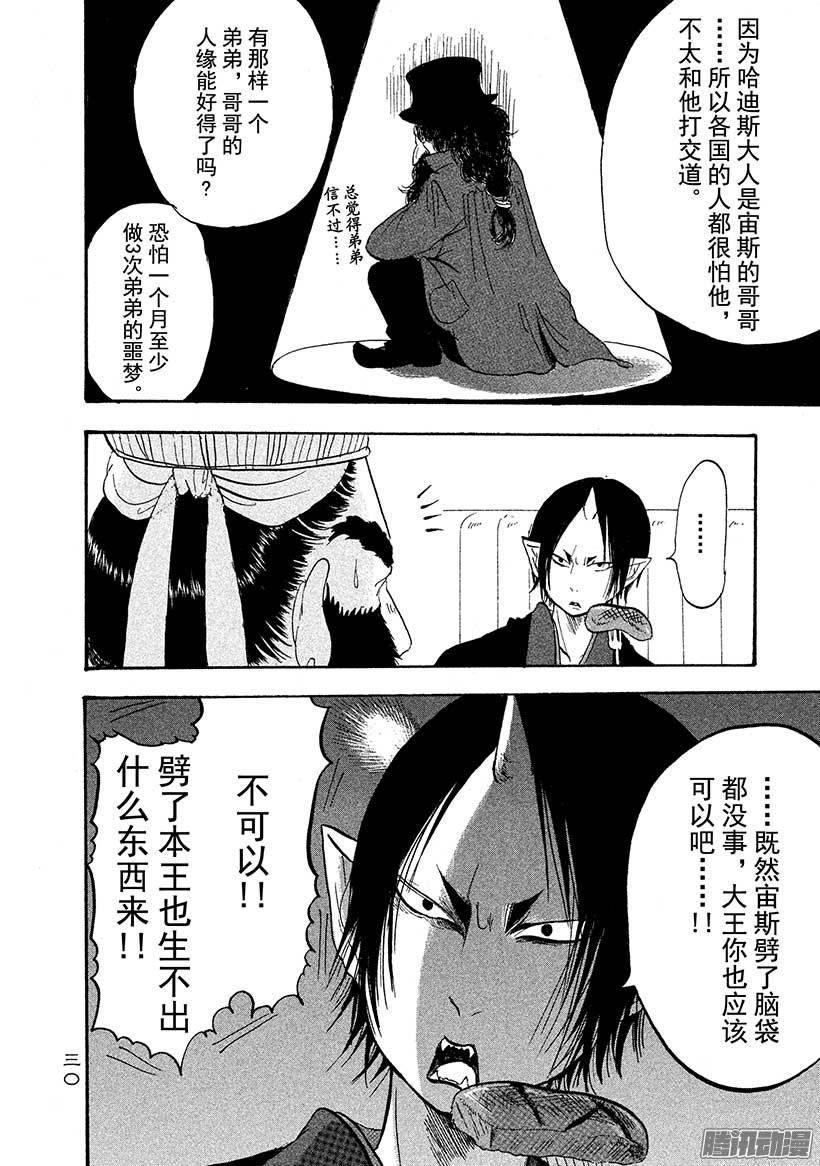 因为哈迪斯大人是宙斯的哥哥
……所以各国的人都很怕他，
不太和他打交道。
总觉得弟弟
信不过……
有那样一个
弟弟，哥哥的
人缘能好得了吗？
恐怕一个月至少
做3次弟弟的噩梦。
…
……既然宙斯劈了脑袋
都没事，大王你也应该
可以吧……!!
不可以!!
劈了本王也生不出
什么东西来!!
三〇
腾讯动漫